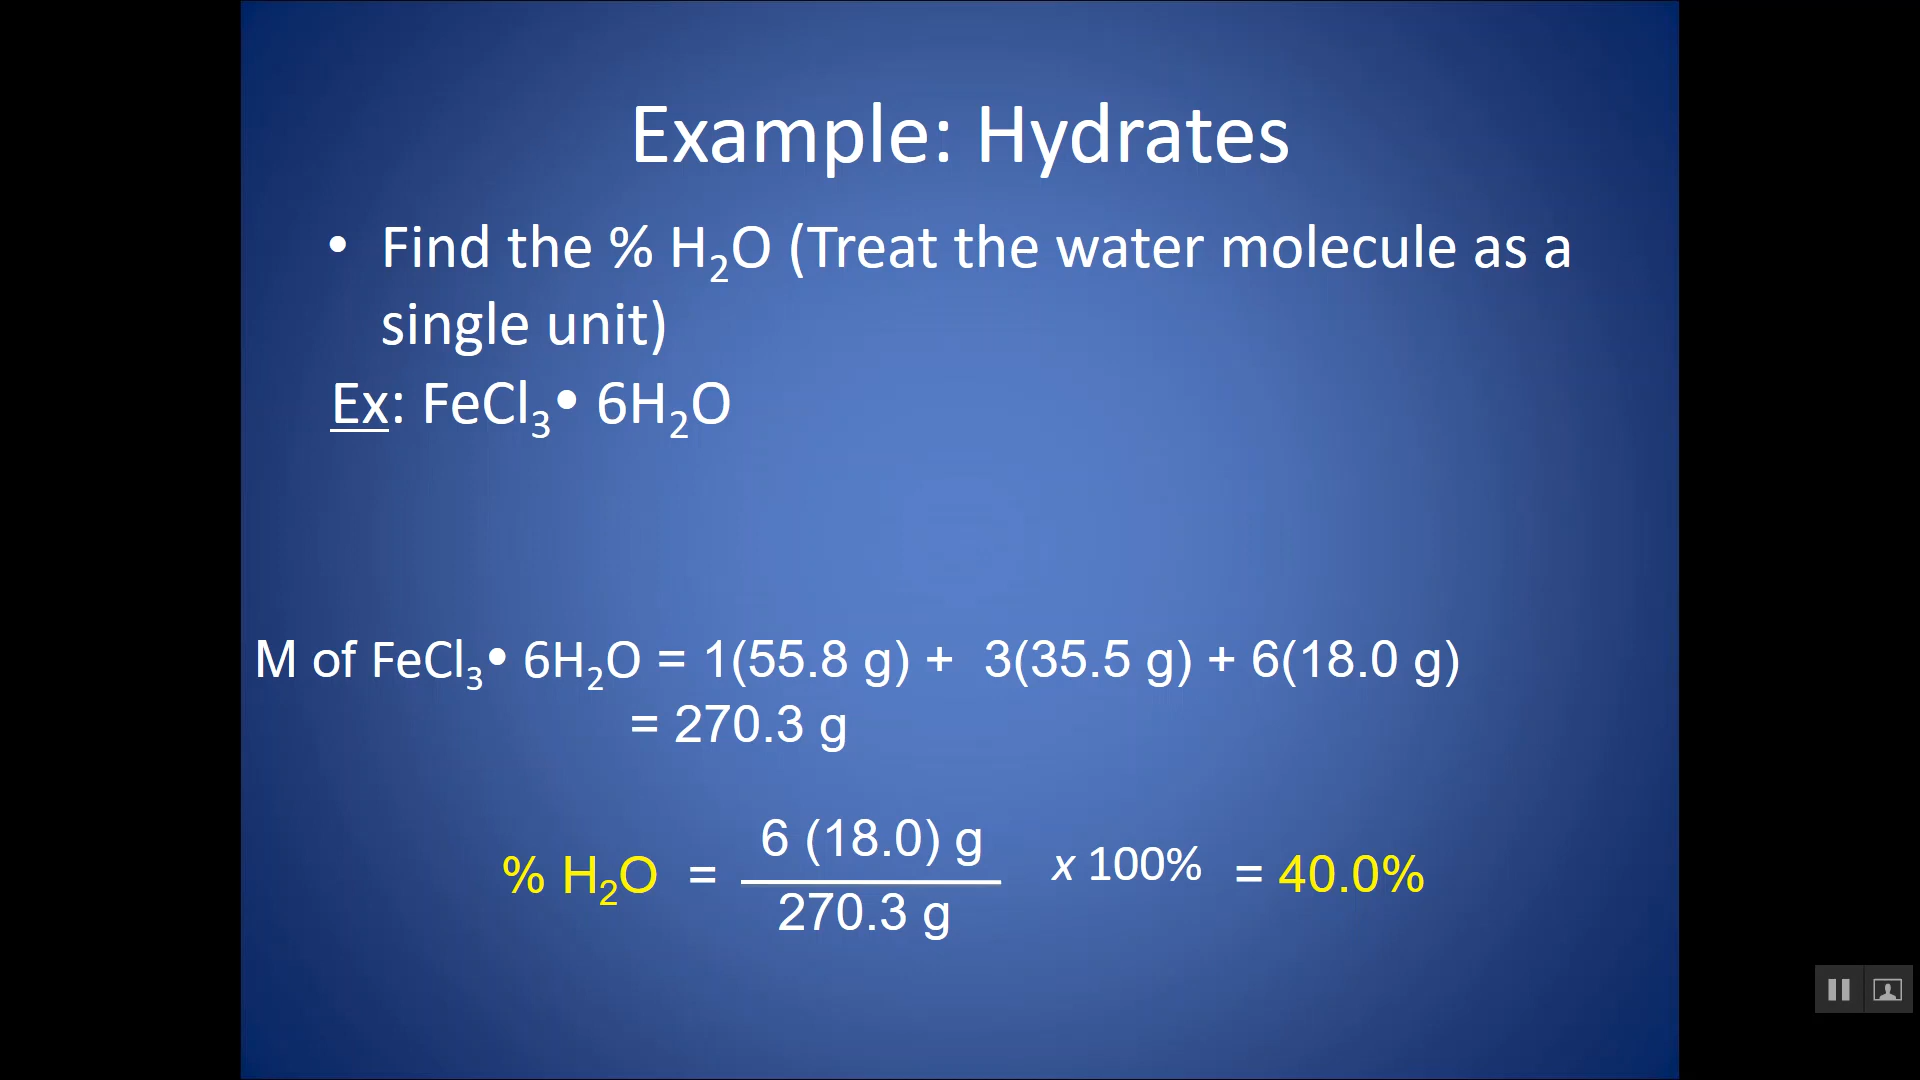 Example: Hydrates
• Find the % H₂O (Treat the water molecule as a
single unit)
Ex: FeCl₃• 6H₂O
M of FeCl₃• 6H₂O = 1(55.8 g) + 3(35.5 g) + 6(18.0 g)
= 270.3 g
% H₂O = 6 (18.0) g x 100% = 40.0%
270.3 g